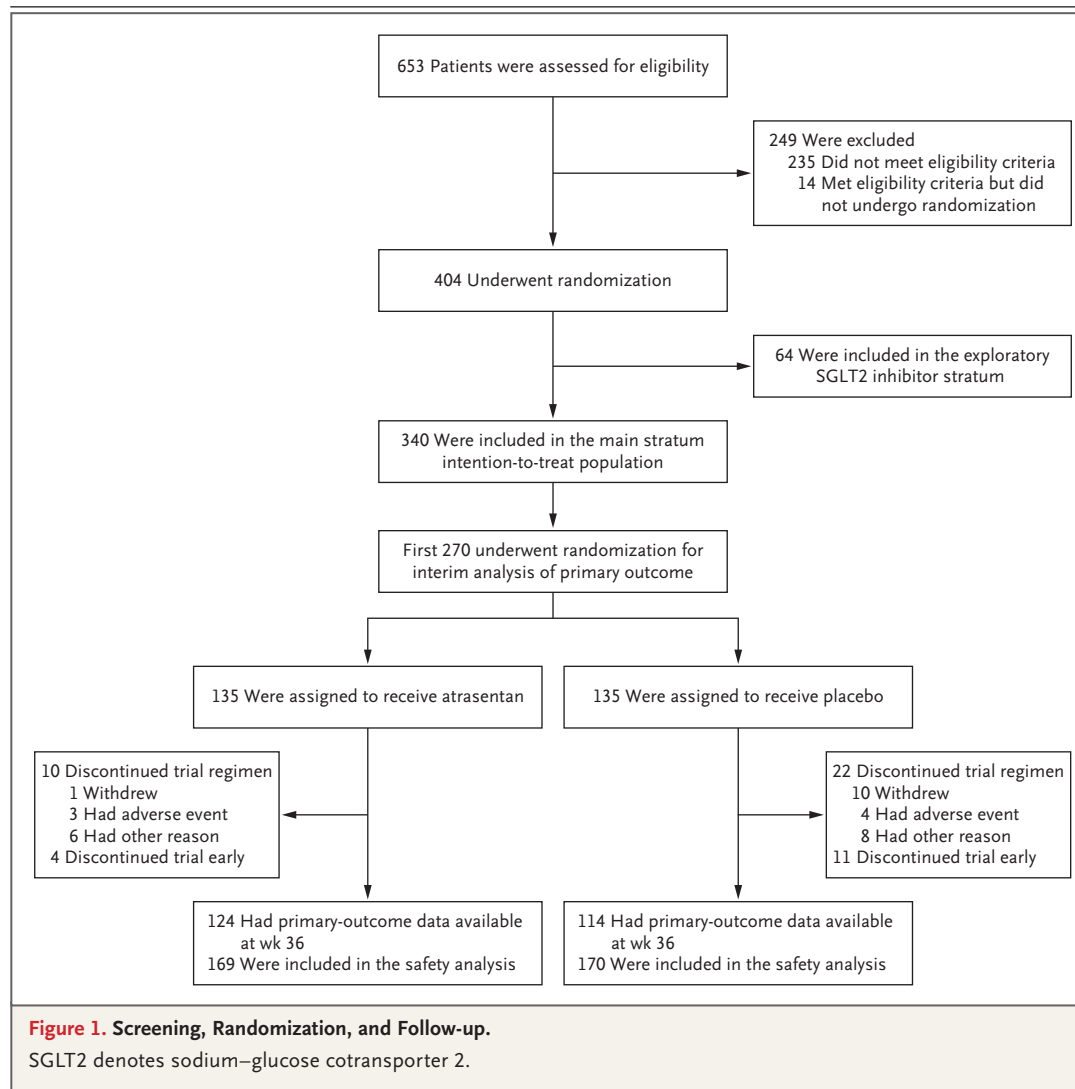 653 Patients were assessed for eligibility
249 Were excluded
235 Did not meet eligibility criteria
14 Met eligibility criteria but did
not undergo randomization
404 Underwent randomization
64 Were included in the exploratory
SGLT2 inhibitor stratum
340 Were included in the main stratum
intention-to-treat population
First 270 underwent randomization for
interim analysis of primary outcome
135 Were assigned to receive atrasentan
135 Were assigned to receive placebo
10 Discontinued trial regimen
1 Withdrew
3 Had adverse event
6 Had other reason
4 Discontinued trial early
22 Discontinued trial regimen
10 Withdrew
4 Had adverse event
8 Had other reason
11 Discontinued trial early
124 Had primary-outcome data available
at wk 36
169 Were included in the safety analysis
114 Had primary-outcome data available
at wk 36
170 Were included in the safety analysis
Figure 1. Screening, Randomization, and Follow-up.
SGLT2 denotes sodium–glucose cotransporter 2.